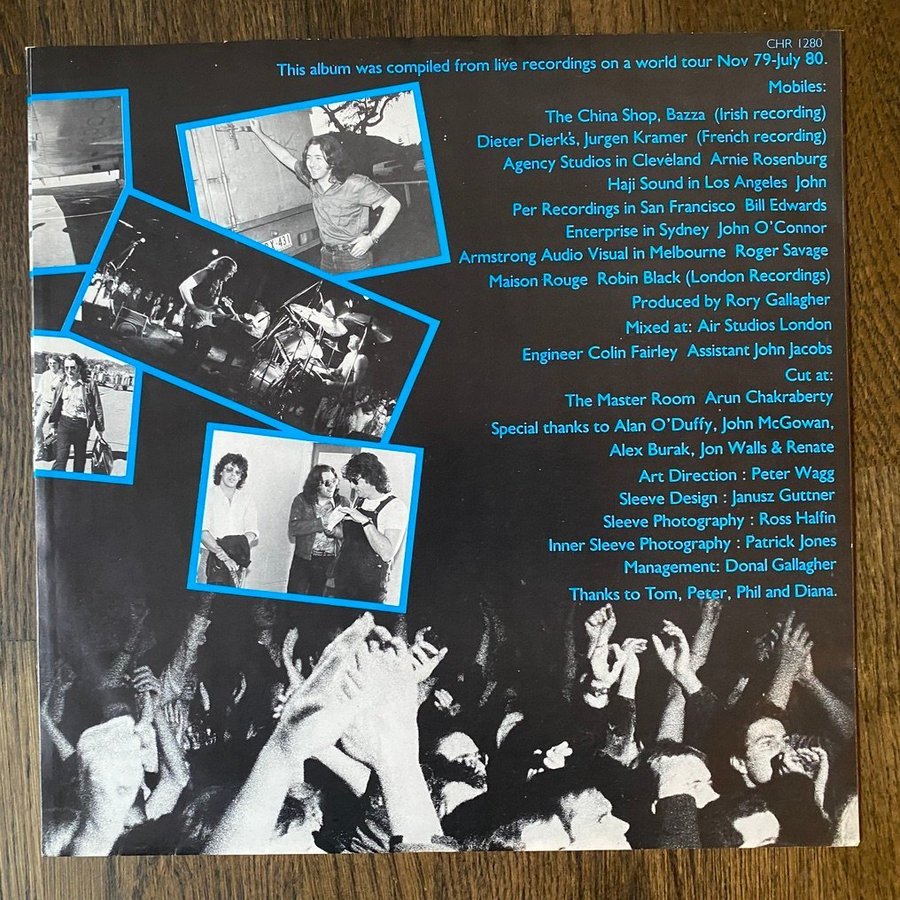 CHR 1280
This album was compiled from live recordings on a world tour Nov 79-July 80.
Mobiles:
The China Shop, Bazza (Irish recording)
Dieter Dierk's, Jurgen Kramer (French recording)
Agency Studios in Cleveland Arnie Rosenburg
Haji Sound in Los Angeles John
Per Recordings in San Francisco Bill Edwards
Enterprise in Sydney John O'Connor
Armstrong Audio Visual in Melbourne Roger Savage
Maison Rouge Robin Black (London Recordings)
Produced by Rory Gallagher
Mixed at: Air Studios London
Engineer Colin Fairley Assistant John Jacobs
Cut at:
The Master Room Arun Chakraberty
Special thanks to Alan O'Duffy, John McGowan,
Alex Burak, Jon Walls & Renate
Art Direction : Peter Wagg
Sleeve Design : Janusz Guttner
Sleeve Photography : Ross Halfin
Inner Sleeve Photography : Patrick Jones
Management: Donal Gallagher
Thanks to Tom, Peter, Phil and Diana.